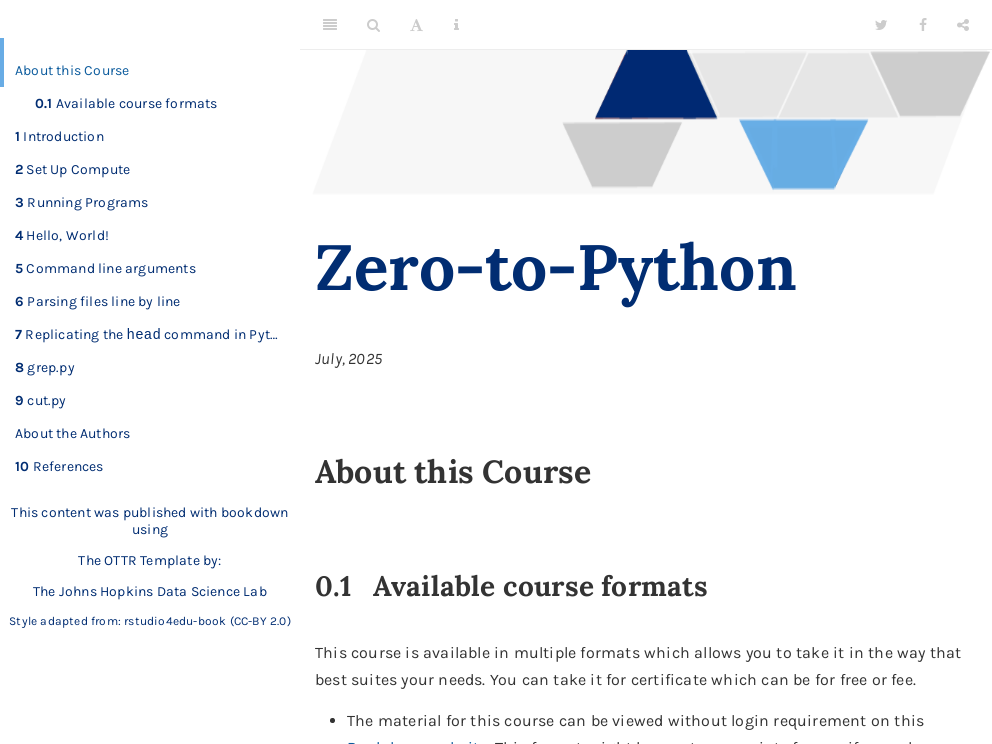 About this Course
0.1 Available course formats
1 Introduction
2 Set Up Compute
3 Running Programs
4 Hello, World!
5 Command line arguments
6 Parsing files line by line
7 Replicating the head command in Pyt…
8 grep.py
9 cut.py
About the Authors
10 References
This content was published with bookdown
using
The OTTR Template by:
The Johns Hopkins Data Science Lab
Style adapted from: rstudio4edu-book (CC-BY 2.0)
Zero-to-Python
July, 2025
About this Course
0.1 Available course formats
This course is available in multiple formats which allows you to take it in the way that
best suites your needs. You can take it for certificate which can be for free or fee.
• The material for this course can be viewed without login requirement on this